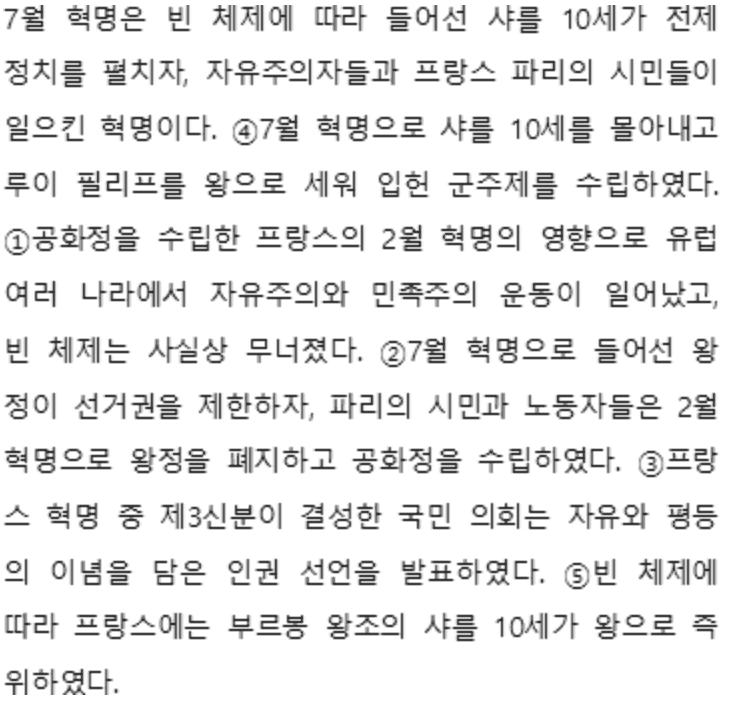 7월 혁명은 빈 체제에 따라 들어선 샤를 10세가 전제
정치를 펼치자, 자유주의자들과 프랑스 파리의 시민들이
일으킨 혁명이다. ④7월 혁명으로 샤를 10세를 몰아내고
루이 필리프를 왕으로 세워 입헌 군주제를 수립하였다.
①공화정을 수립한 프랑스의 2월 혁명의 영향으로 유럽
여러 나라에서 자유주의와 민족주의 운동이 일어났고,
빈 체제는 사실상 무너졌다. ②7월 혁명으로 들어선 왕
정이 선거권을 제한하자, 파리의 시민과 노동자들은 2월
혁명으로 왕정을 폐지하고 공화정을 수립하였다. ③프랑
스 혁명 중 제3신분이 결성한 국민 의회는 자유와 평등
의 이념을 담은 인권 선언을 발표하였다. ⑤빈 체제에
따라 프랑스에는 부르봉 왕조의 샤를 10세가 왕으로 즉
위하였다.